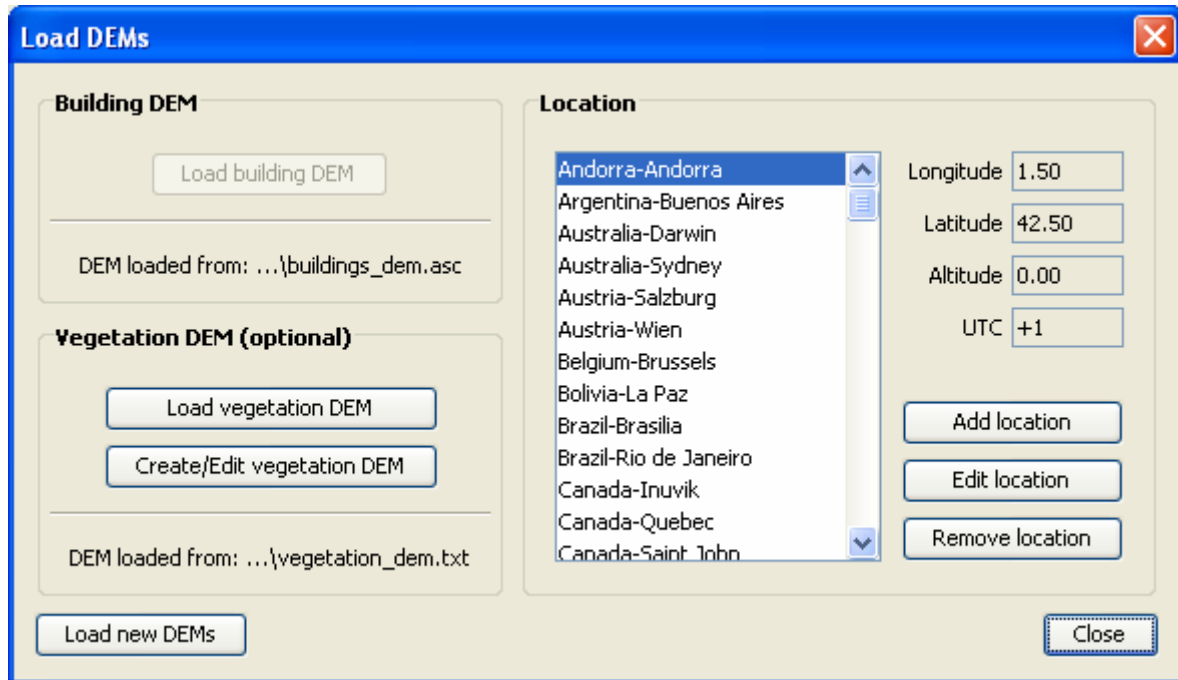 Load DEMs
Building DEM
Load building DEM
DEM loaded from: ...\buildings_dem.asc
Vegetation DEM (optional)
Load vegetation DEM
Create/Edit vegetation DEM
DEM loaded from: ...\vegetation_dem.txt
Load new DEMs
Location
Andorra-Andorra
Argentina-Buenos Aires
Australia-Darwin
Australia-Sydney
Austria-Salzburg
Austria-Wien
Belgium-Brussels
Bolivia-La Paz
Brazil-Brasilia
Brazil-Rio de Janeiro
Canada-Inuvik
Canada-Quebec
Canada-Saint John
Longitude 1.50
Latitude 42.50
Altitude 0.00
UTC +1
Add location
Edit location
Remove location
Close